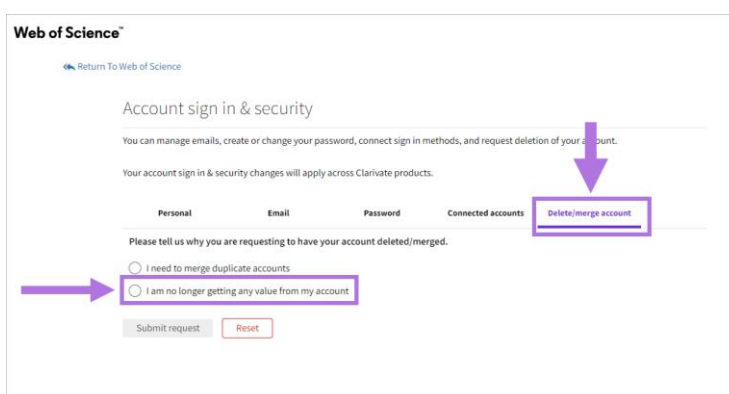 Web of Science™
Return To Web of Science
Account sign in & security
You can manage emails, create or change your password, connect sign in methods, and request deletion of your account.
Your account sign in & security changes will apply across Clarivate products.
Personal Email Password Connected accounts Delete/merge account
Please tell us why you are requesting to have your account deleted/merged.
I need to merge duplicate accounts
I am no longer getting any value from my account
Submit request Reset